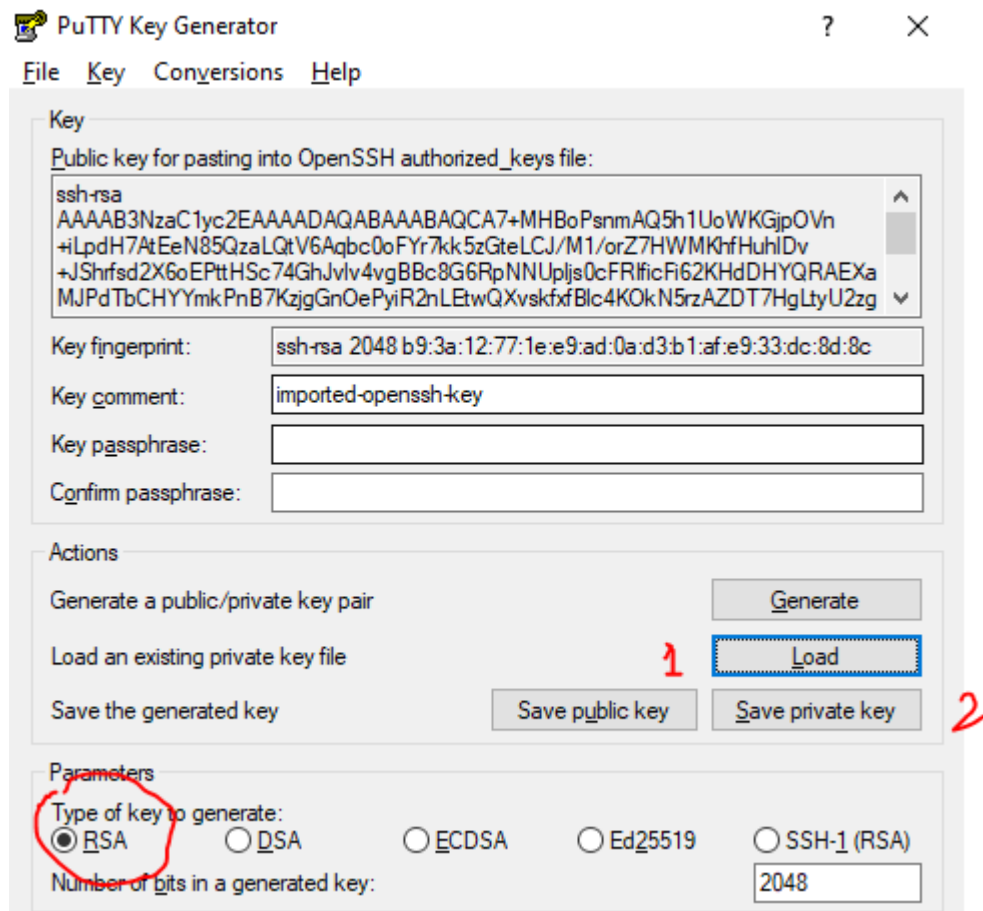 PuTTY Key Generator ? ×
File Key Conversions Help
Key
Public key for pasting into OpenSSH authorized_keys file:
ssh-rsa
AAAAB3NzaC1yc2EAAAADAQABAAABAQCA7+MHBoPsnmAQ5h1UoWKGjpOVn
+iLpdH7AtEeN85QzaLQtV6Aqbc0oFYr7kk5zGteLCJ/M1/orZ7HWMKhfHuhIDv
+JShrfsd2X6oEPttHSc74GhJvlv4vgBBc8G6RpNNUpljs0cFRlficFi62KHdDHYQRAEXa
MJPdTbCHYYmkPnB7KzjgGnOePyiR2nLEtwQXvskfxfBlc4KOkN5rzAZDT7HgLtyU2zg
Key fingerprint: ssh-rsa 2048 b9:3a:12:77:1e:e9:ad:0a:d3:b1:af:e9:33:dc:8d:8c
Key comment: imported-openssh-key
Key passphrase:
Confirm passphrase:
Actions
Generate a public/private key pair Generate
Load an existing private key file 1 Load
Save the generated key Save public key Save private key 2
Parameters
Type of key to generate:
RSA DSA ECDSA Ed25519 SSH-1 (RSA)
Number of bits in a generated key: 2048